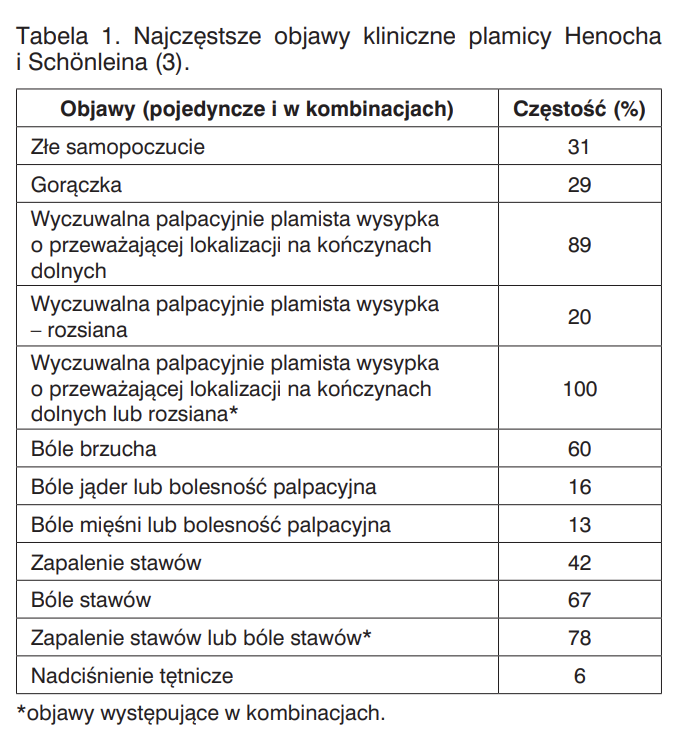 Tabela 1. Najczęstsze objawy kliniczne plamicy Henocha
i Schönleina (3).
Objawy (pojedyncze i w kombinacjach) Częstość (%)
Złe samopoczucie 31
Gorączka 29
Wyczuwalna palpacyjnie plamista wysypka
o przeważającej lokalizacji na kończynach 89
dolnych
Wyczuwalna palpacyjnie plamista wysypka
– rozsiana 20
Wyczuwalna palpacyjnie plamista wysypka
o przeważającej lokalizacji na kończynach 100
dolnych lub rozsiana*
Bóle brzucha 60
Bóle jąder lub bolesność palpacyjna 16
Bóle mięśni lub bolesność palpacyjna 13
Zapalenie stawów 42
Bóle stawów 67
Zapalenie stawów lub bóle stawów* 78
Nadciśnienie tętnicze 6
*objawy występujące w kombinacjach.